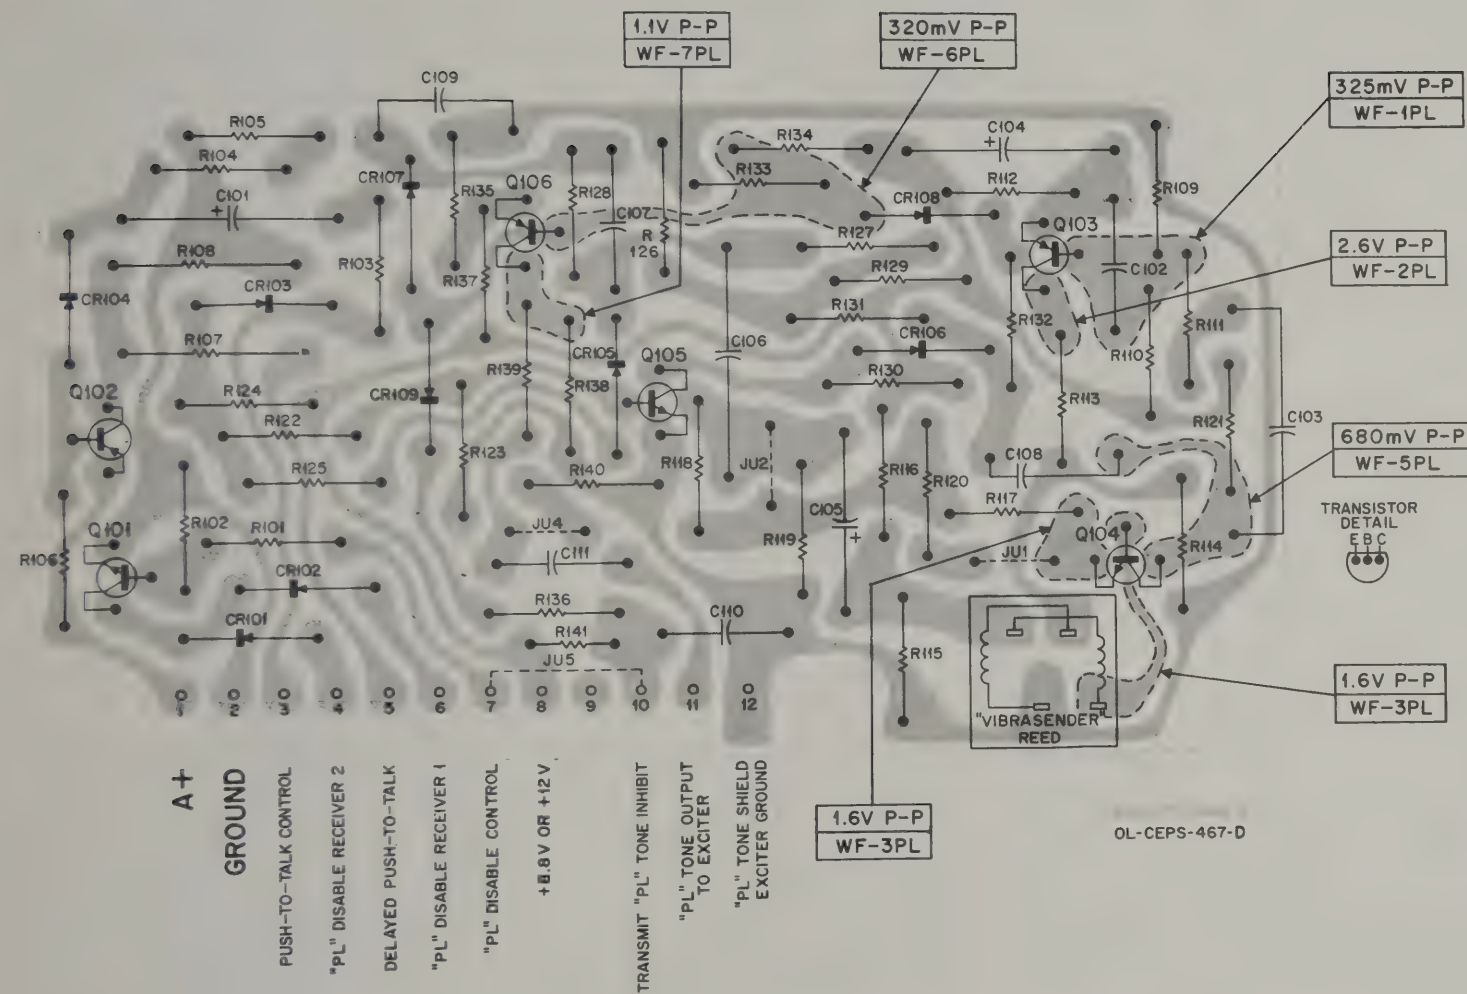 1.1V P-P
WF-7PL
320mV P-P
WF-6PL
325mV P-P
WF-1PL
2.6V P-P
WF-2PL
680mV P-P
WF-5PL
1.6V P-P
WF-3PL
1.6V P-P
WF-3PL
C109
R105
R104
C101
R108
CR104
CR103
R107
R103
CR107
R135
Q106
R137
R128
C107
R
126
R134
R133
C104
R112
CR108
R127
R129
R131
CR106
R130
Q103
R109
C102
R132
R110
R111
R113
R121
C103
Q102
R124
R122
R125
CR109
R123
R139
R138
CR105
Q105
C106
R118
R140
JU2
C105
R116
R120
C108
R117
R119
Q104
R114
JU1
TRANSISTOR
DETAIL
E B C
R106
Q101
R102
R101
CR102
CR101
JU4
C111
R136
R141
JU5
C110
R115
"VIBRASENDER"
REED
1 2 3 4 5 6 7 8 9 10 11 12
A+
GROUND
PUSH-TO-TALK CONTROL
"PL" DISABLE RECEIVER 2
DELAYED PUSH-TO-TALK
"PL" DISABLE RECEIVER 1
"PL" DISABLE CONTROL
+8.8V OR +12V
TRANSMIT "PL" TONE INHIBIT
"PL" TONE OUTPUT
TO EXCITER
"PL" TONE SHIELD
EXCITER GROUND
OL-CEPS-467-D